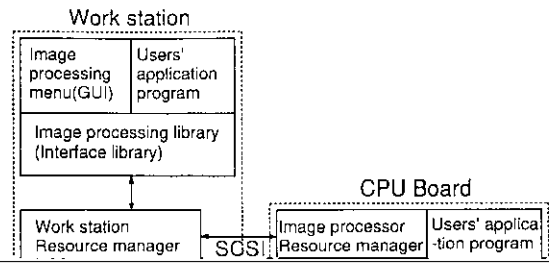 Work station
Image
processing
menu(GUI)
Users'
application
program
Image processing library
(Interface library)
CPU Board
Work station
Resource manager
SCSI
Image processor
Resource manager
Users' applica
-tion program